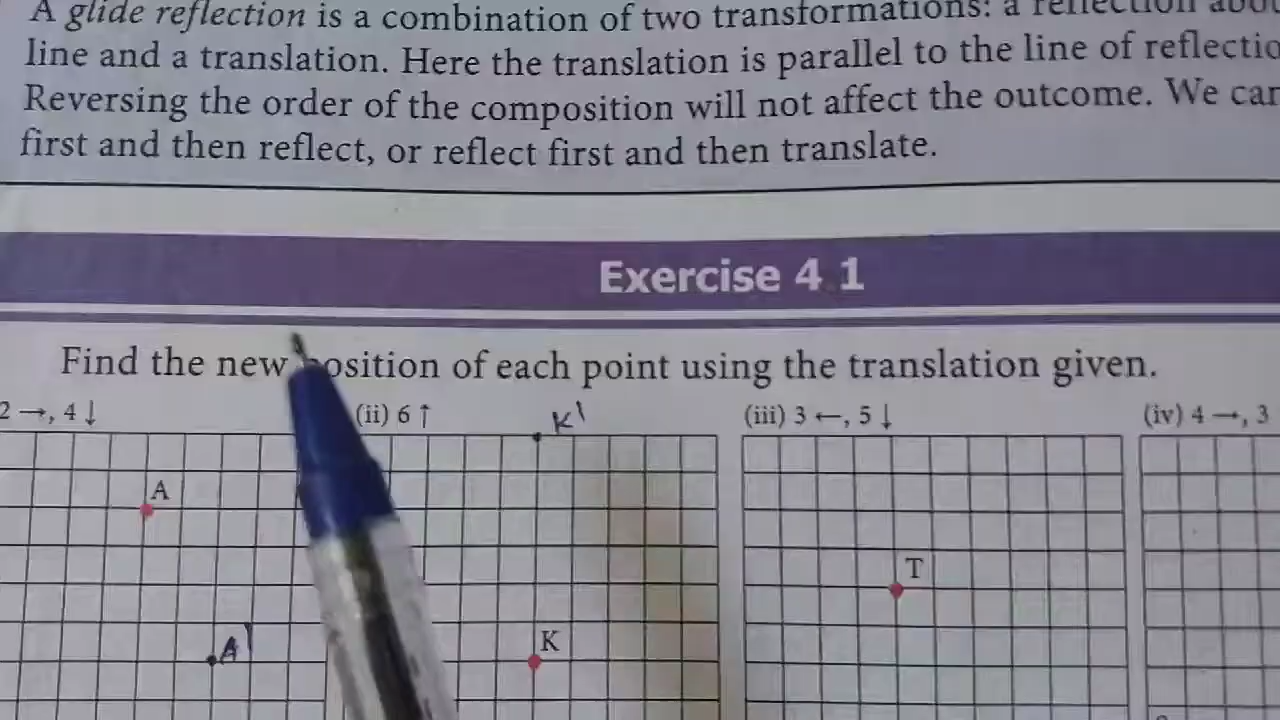 A glide reflection is a combination of two transformations: a reflection
line and a translation. Here the translation is parallel to the line of
Reversing the order of the composition will not affect the outcome. We
first and then reflect, or reflect first and then translate.
Exercise 4.1
Find the new position of each point using the translation given.
2 →, 4 ↓ (ii) 6 ↑ (iii) 3 ←, 5 ↓ (iv) 4 →, 3
K'
A
T
A'
K